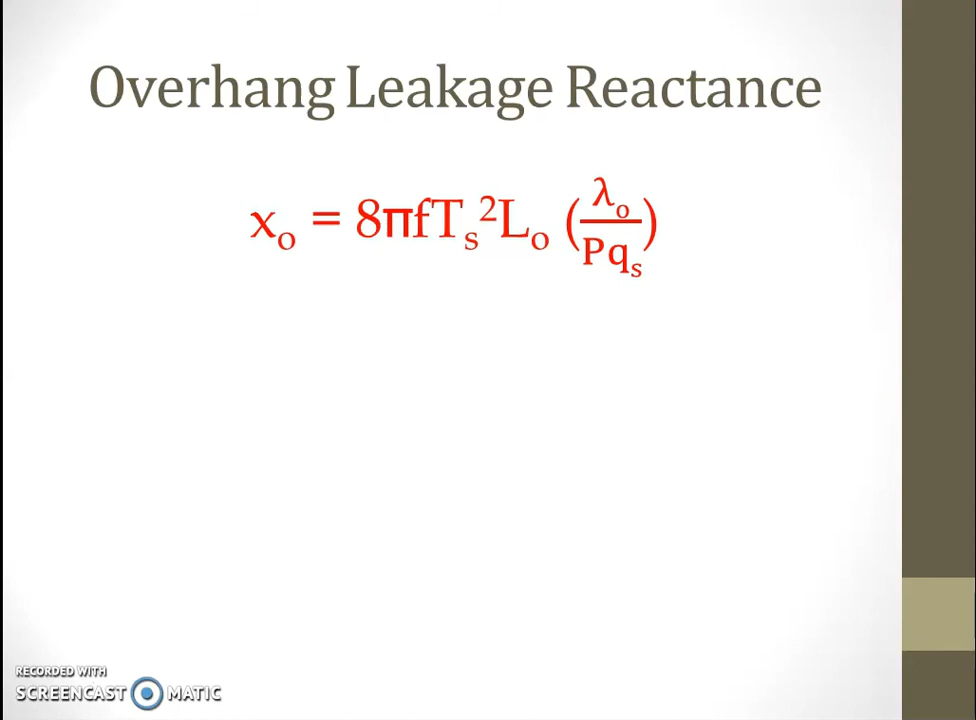 Overhang Leakage Reactance
xₒ = 8πfTₛ²Lₒ (λₒ/Pqₛ)
RECORDED WITH
SCREENCAST MATIC